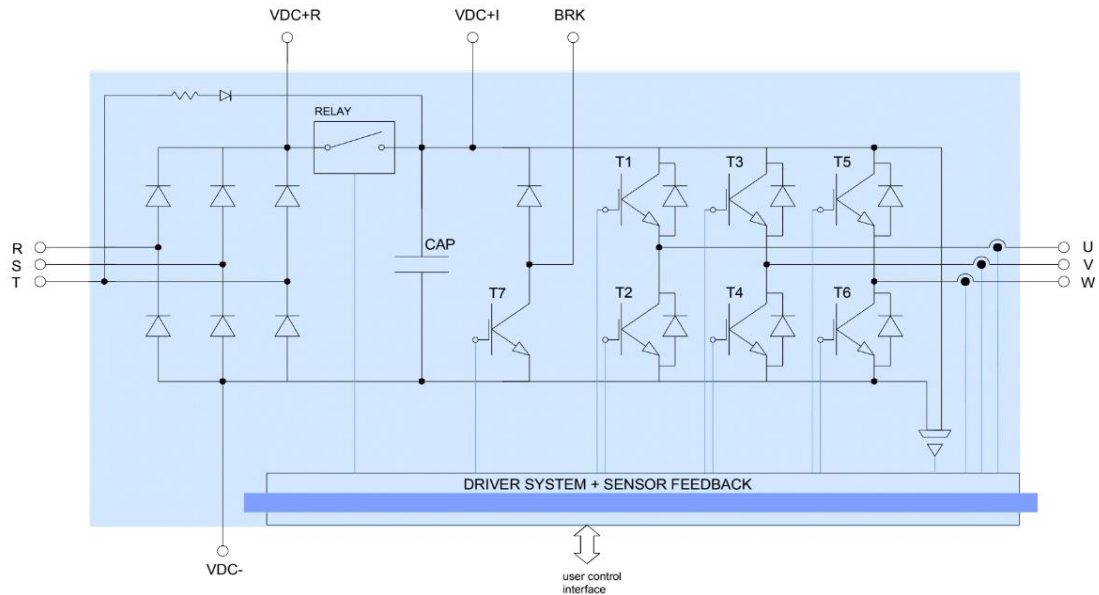 VDC+R
VDC+I
BRK
RELAY
T1
T3
T5
R
S
T
CAP
U
V
W
T7
T2
T4
T6
DRIVER SYSTEM + SENSOR FEEDBACK
VDC-
user control
interface